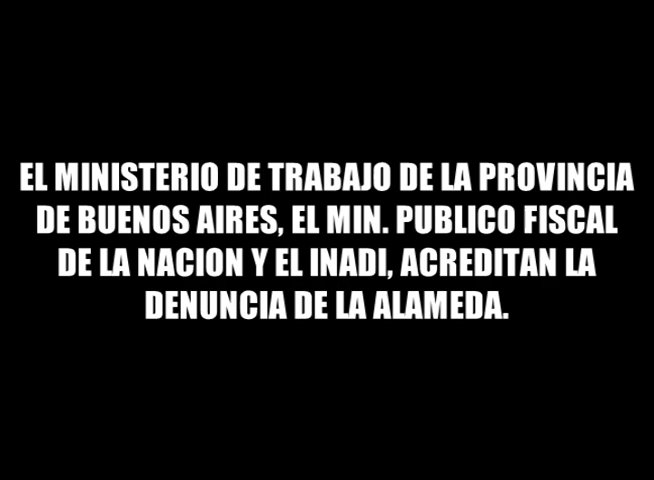 EL MINISTERIO DE TRABAJO DE LA PROVINCIA
DE BUENOS AIRES, EL MIN. PUBLICO FISCAL
DE LA NACION Y EL INADI, ACREDITAN LA
DENUNCIA DE LA ALAMEDA.